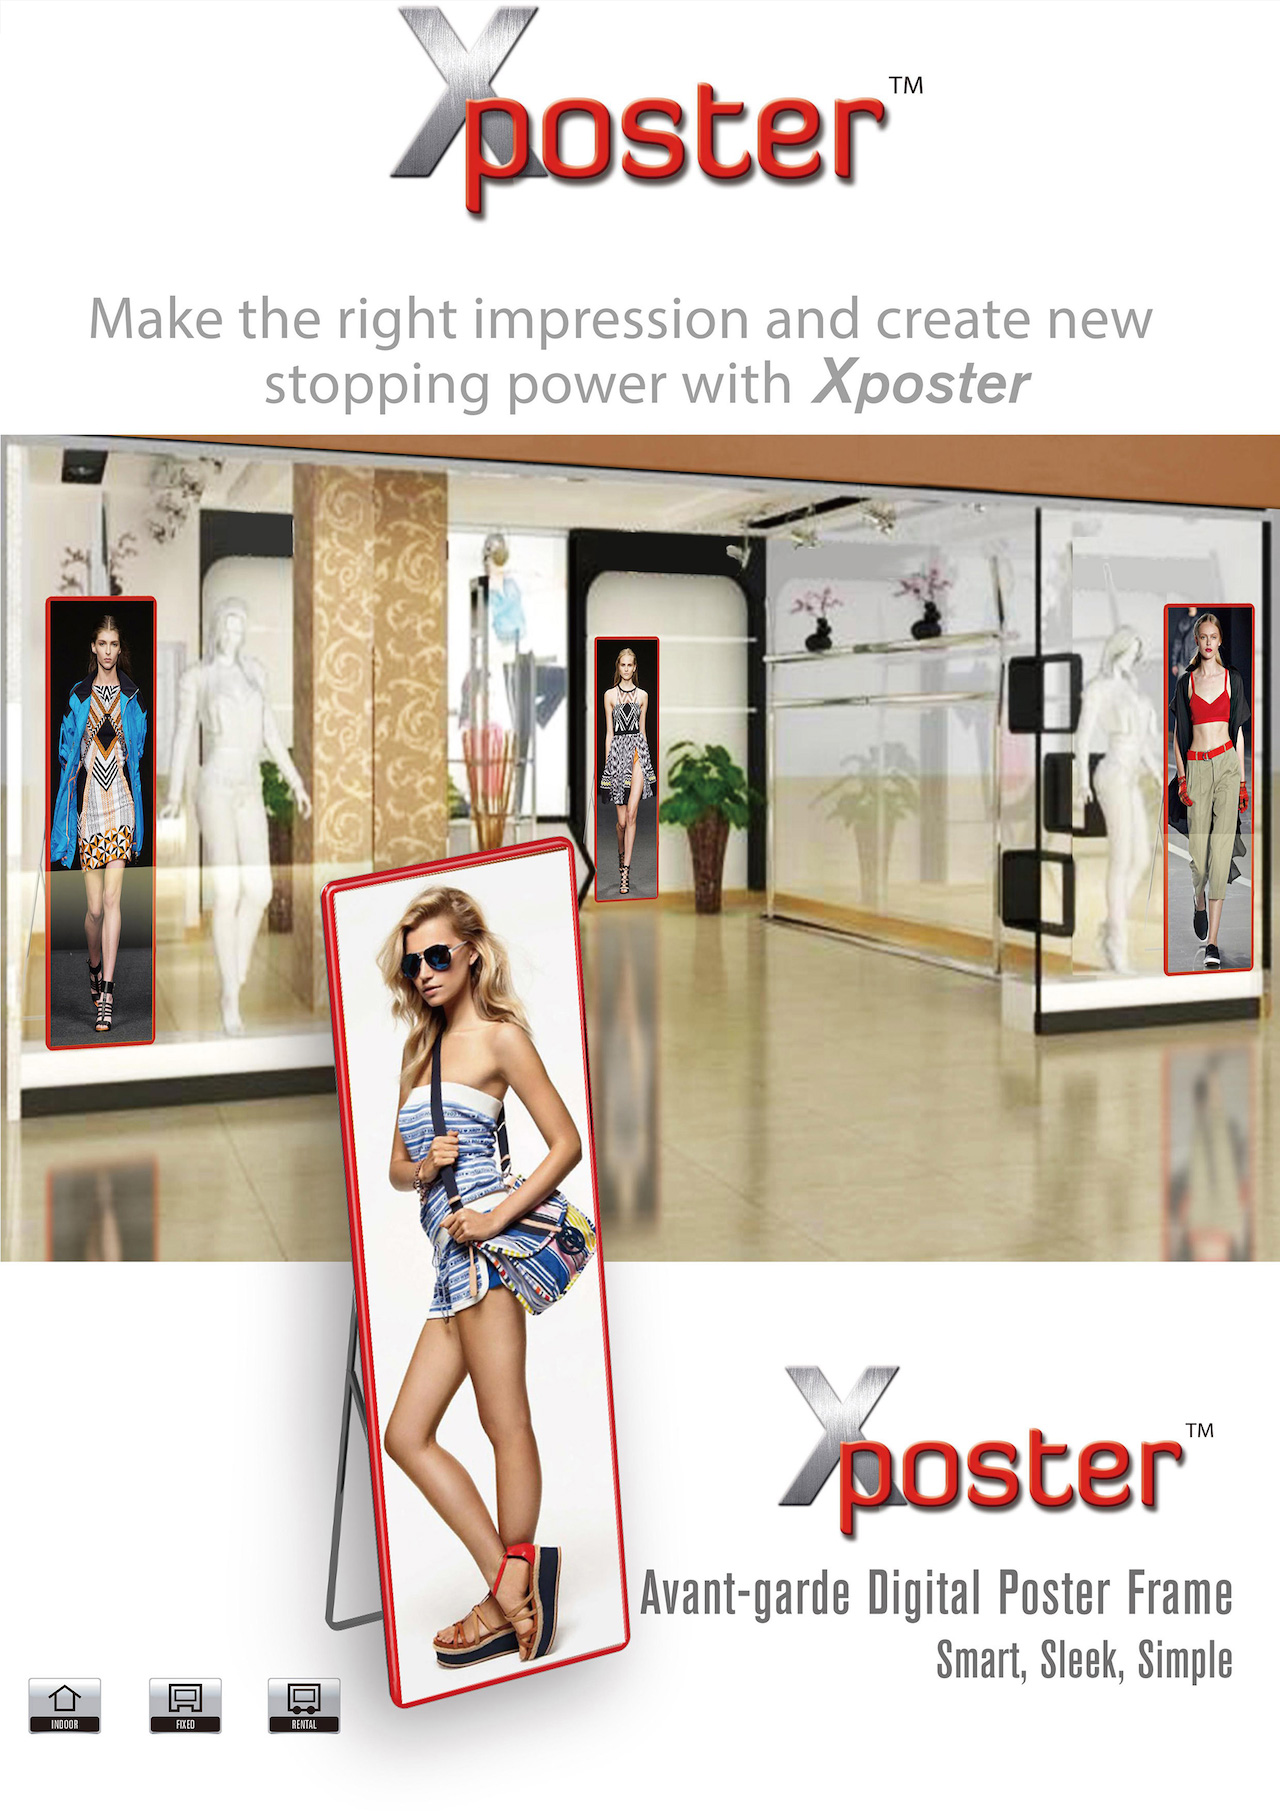 Xposter™
Make the right impression and create new
stopping power with Xposter
Xposter™
Avant-garde Digital Poster Frame
Smart, Sleek, Simple
INDOOR
FIXED
RENTAL